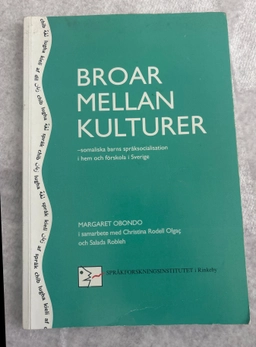 BROAR
MELLAN
KULTURER
–somaliska barns språksocialisation
i hem och förskola i Sverige
MARGARET OBONDO
i samarbete med Christina Rodell Olgaç
och Salada Robleh
SPRÅKFORSKNINGSINSTITUTET i Rinkeby